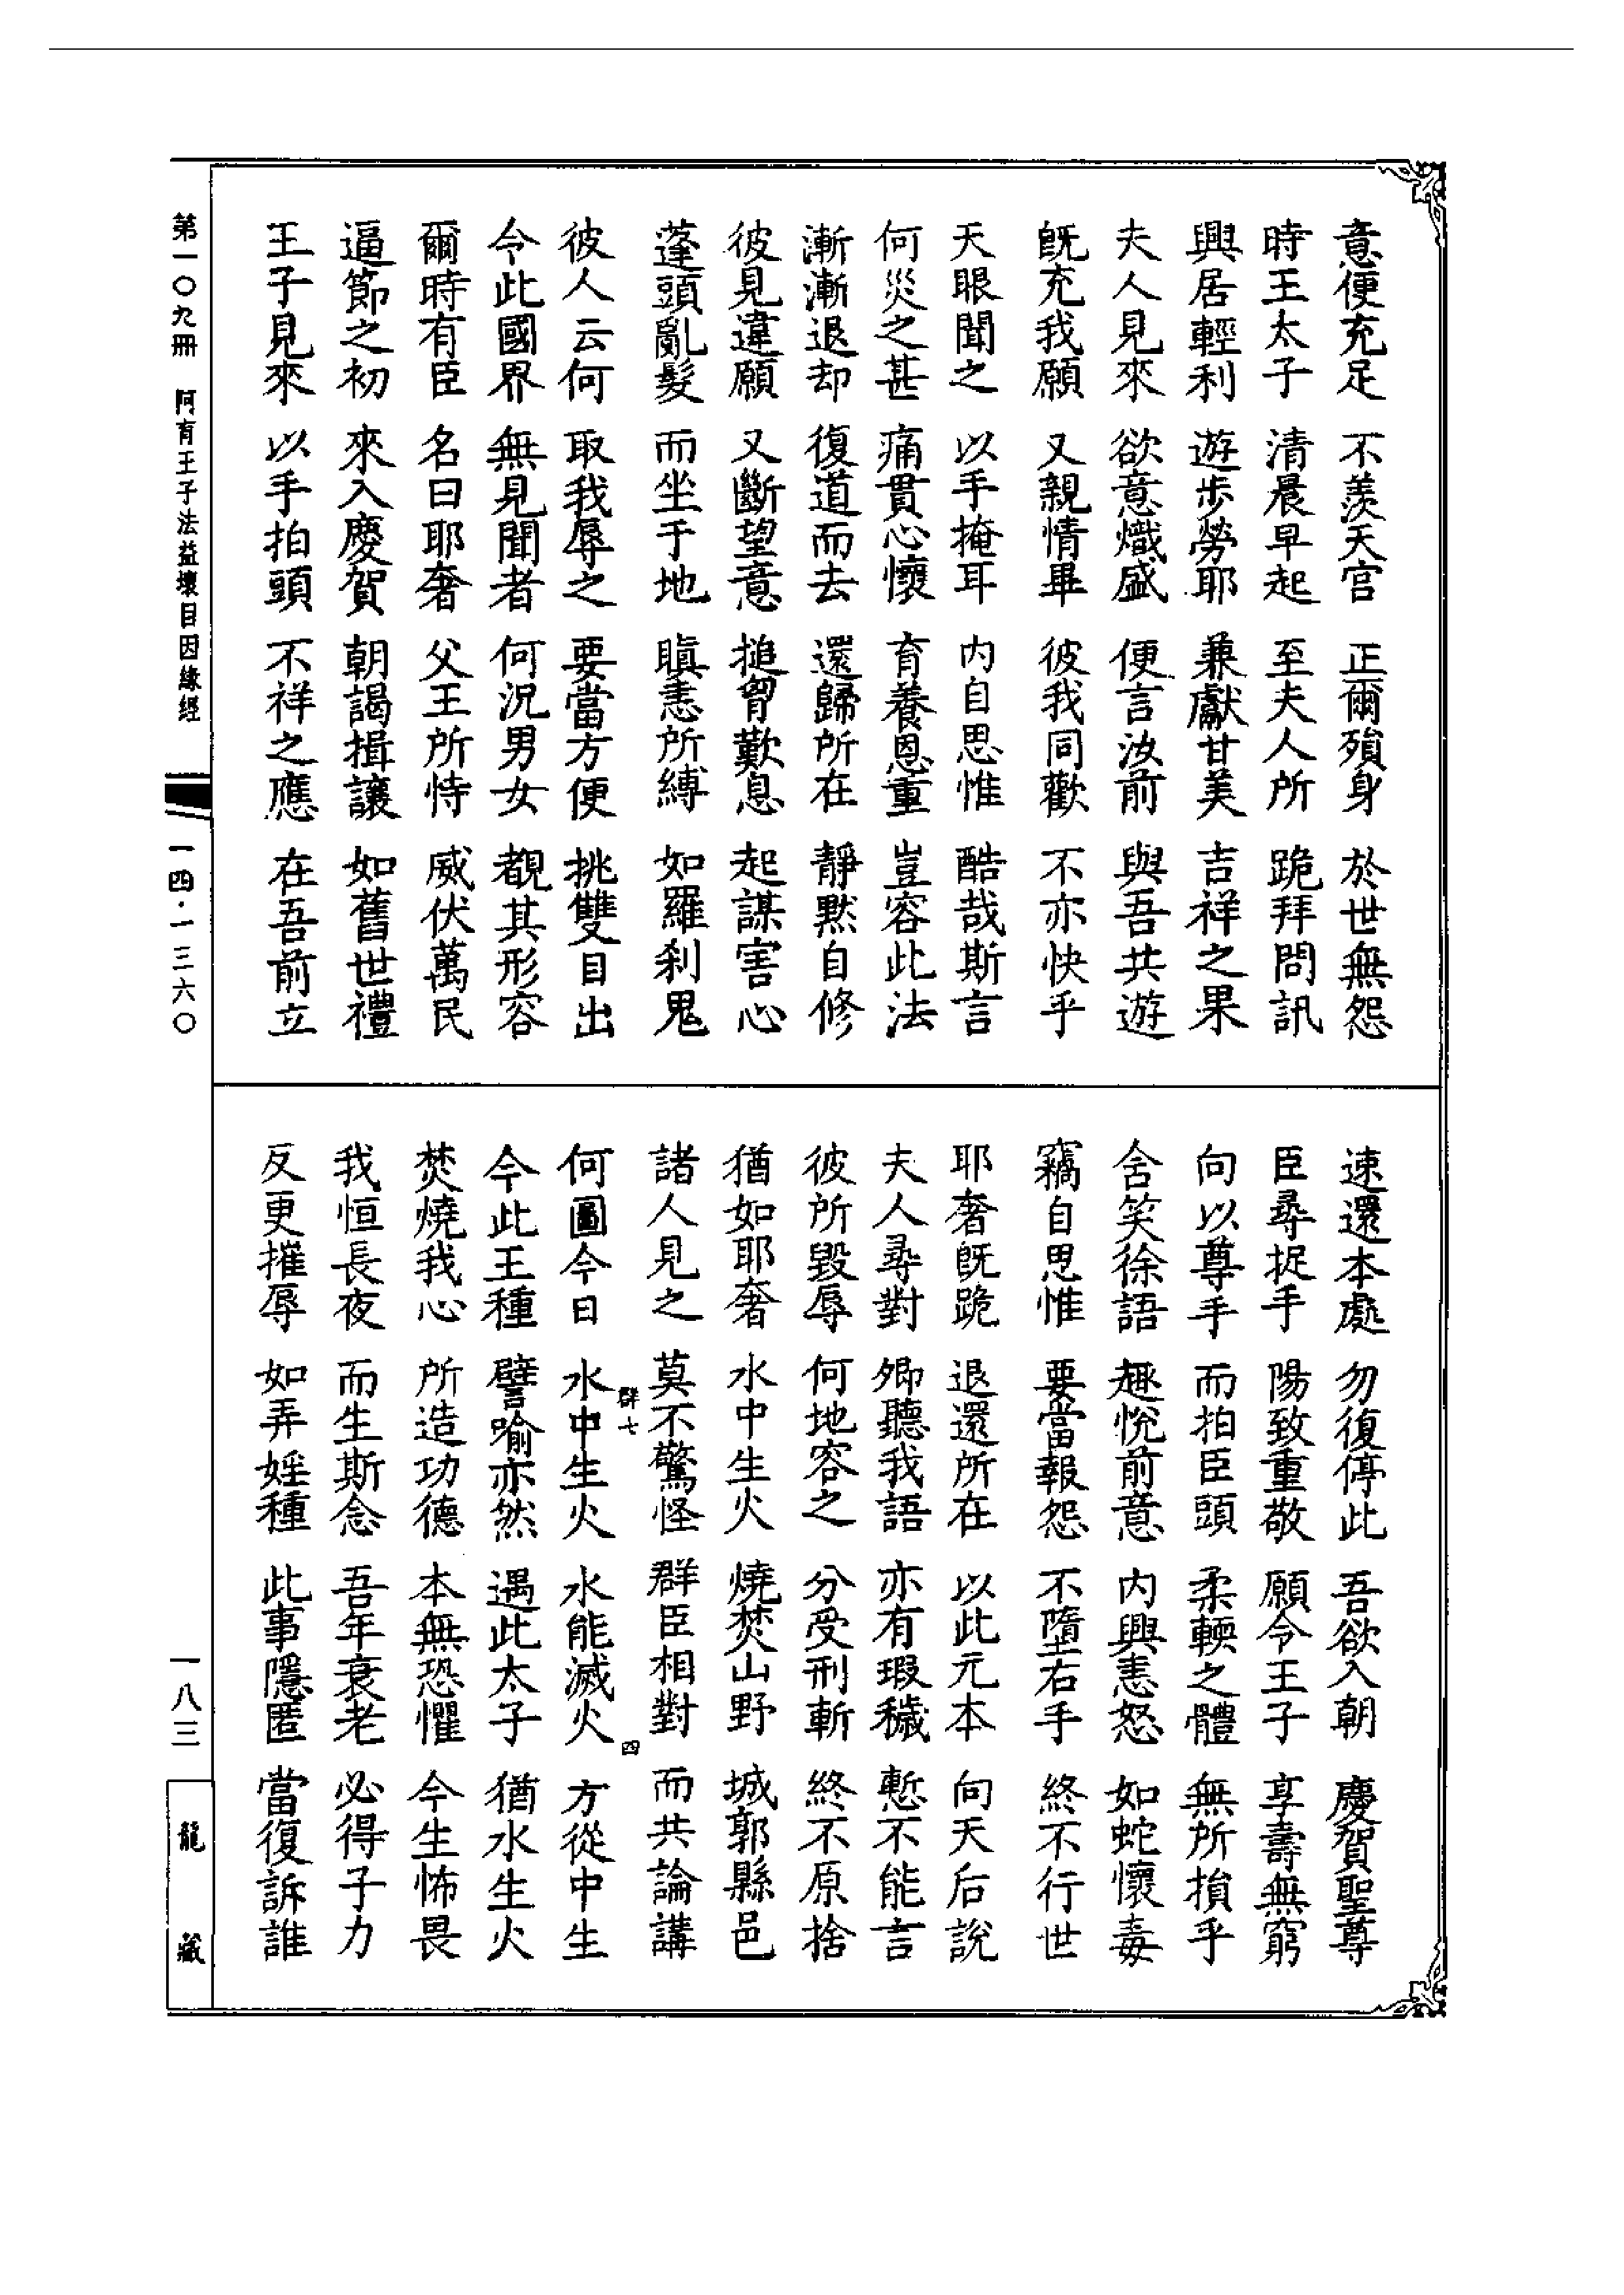 意便充足　不羨天宮　正爾殞身　於世無怨
時王太子　清晨早起　至夫人所　跪拜問訊
興居輕利　遊步勞耶　兼獻甘美　吉祥之果
夫人見來　欲意熾盛　便言汝前　與吾共遊
旣充我願　又親情畢　彼我同歡　不亦快乎
天眼聞之　以手掩耳　内自思惟　酷哉斯言
何災之甚　痛貫心懷　育養恩重　豈容此法
漸漸退却　復道而去　還歸所在　靜默自修
彼見違願　又斷望意　搥胷歎息　起謀害心
蓬頭亂髮　而坐于地　瞋恚所縛　如羅刹鬼
彼人云何　取我辱之　要當方便　挑雙目出
今此國界　無見聞者　何況男女　覩其形容
爾時有臣　名曰耶奢　父王所恃　威伏萬民
逼節之初　來入慶賀　朝謁揖讓　如舊世禮
王子見來　以手拍頭　不祥之應　在吾前立
速還本處　勿復停此　吾欲入朝　慶賀聖尊
臣尋捉手　陽致重敬　願令王子　享壽無窮
向以尊手　而拍臣頭　柔輭之體　無所損乎
含笑徐語　趣悅前意　内興恚怒　如蛇懷毒
竊自思惟　要當報怨　不墮右手　終不行世
耶奢旣跪　退還所在　以此元本　向天后說
夫人尋對　卿聽我語　亦有瑕穢　慙不能言
彼所毀辱　何地容之　分受刑斬　終不原捨
猶如耶奢　水中生火　燒焚山野　城郭縣邑
諸人見之　莫不驚怪　群臣相對　而共論講
群七　四
何圖今日　水中生火　水能滅火　方從中生
今此王種　譬喻亦然　遇此太子　猶水生火
焚燒我心　所造功德　本無恐懼　今生怖畏
我恒長夜　而生斯念　吾年衰老　必得子力
反更摧辱　如弄婬種　此事隱匿　當復訴誰
第一〇九冊　阿育王子法益壞目因緣經
一四·一三六〇
一八三
龍藏